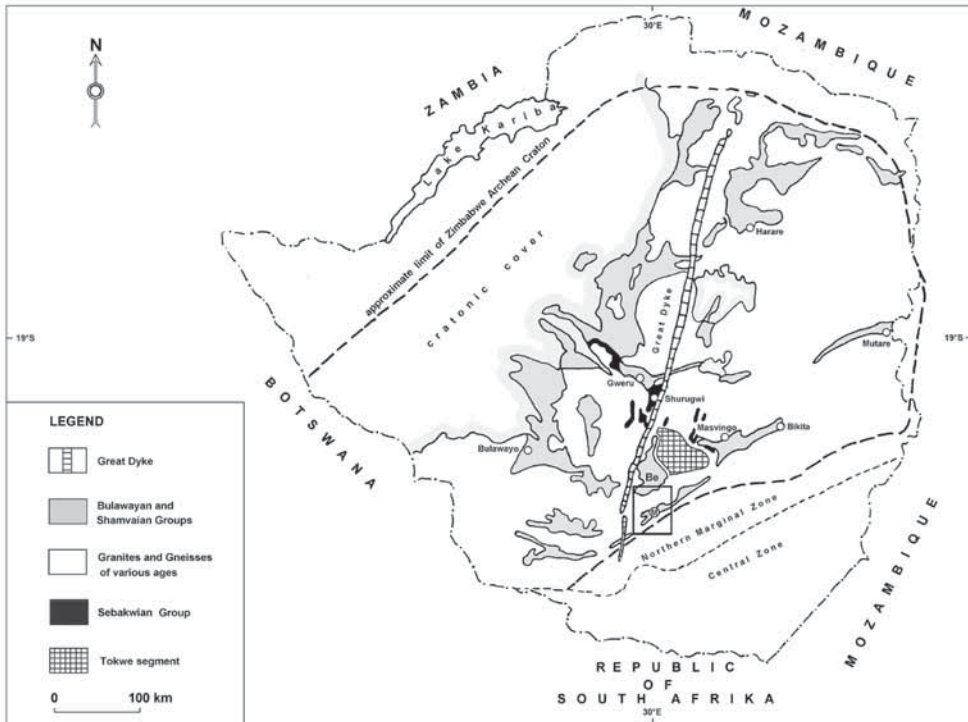 30°E
MOZAMBIQUE
N
ZAMBIA
Lake Kariba
approximate limit of Zimbabwe Archean Craton
cratonic cover
Harare
Great Dyke
19°S
19°S
Mutare
Gweru
Shurugwi
BOTSWANA
Masvingo
Bikita
Bulawayo
Be
Northern Marginal Zone
Central Zone
MOZAMBIQUE
LEGEND
Great Dyke
Bulawayan and
Shamvaian Groups
Granites and Gneisses
of various ages
Sebakwian Group
Tokwe segment
0 100 km
REPUBLIC
OF
SOUTH AFRIKA
30°E